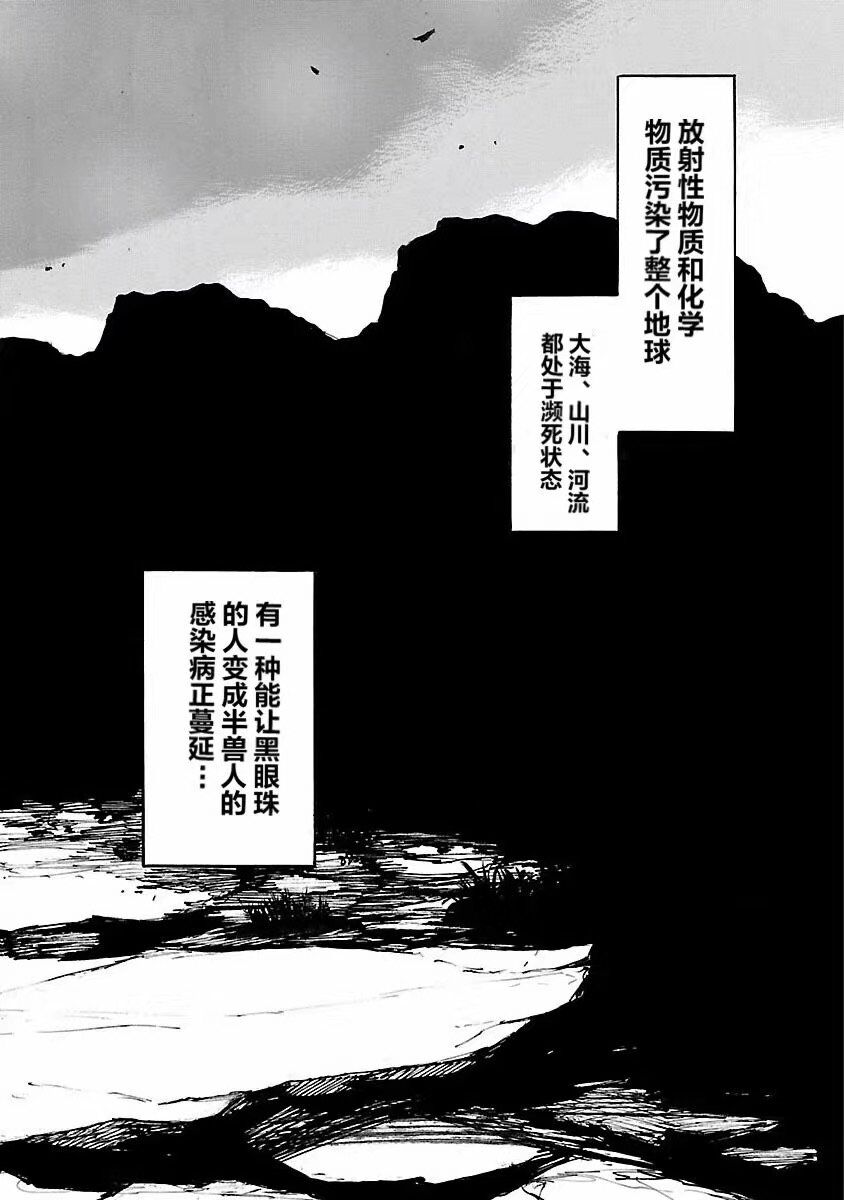 放射性物质和化学
物质污染了整个地球
大海、山川、河流
都处于濒死状态
有一种能让黑眼珠
的人变成半兽人的
感染病正蔓延…